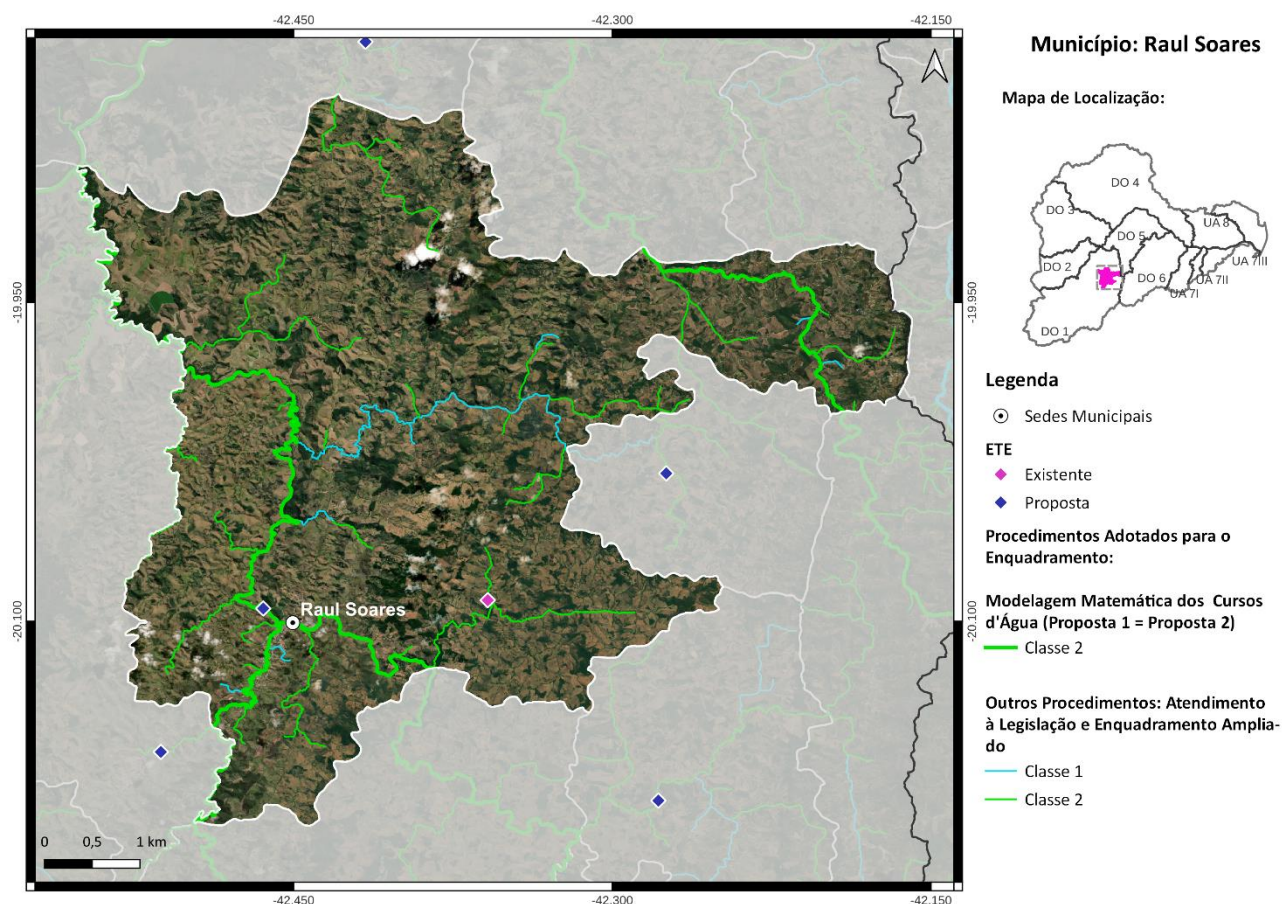 -42.450
-42.300
-42.150
-19.950
-20.100
Raul Soares
0 0,5 1 km
-42.450
-42.300
-42.150
-19.950
-20.100
Município: Raul Soares
Mapa de Localização:
DO 4
DO 3
DO 5
UA 8
DO 2
DO 6
UA 7III
UA 7II
UA 7I
DO 1
Legenda
Sedes Municipais
ETE
Existente
Proposta
Procedimentos Adotados para o
Enquadramento:
Modelagem Matemática dos Cursos
d'Água (Proposta 1 = Proposta 2)
Classe 2
Outros Procedimentos: Atendimento
à Legislação e Enquadramento Amplia-
do
Classe 1
Classe 2